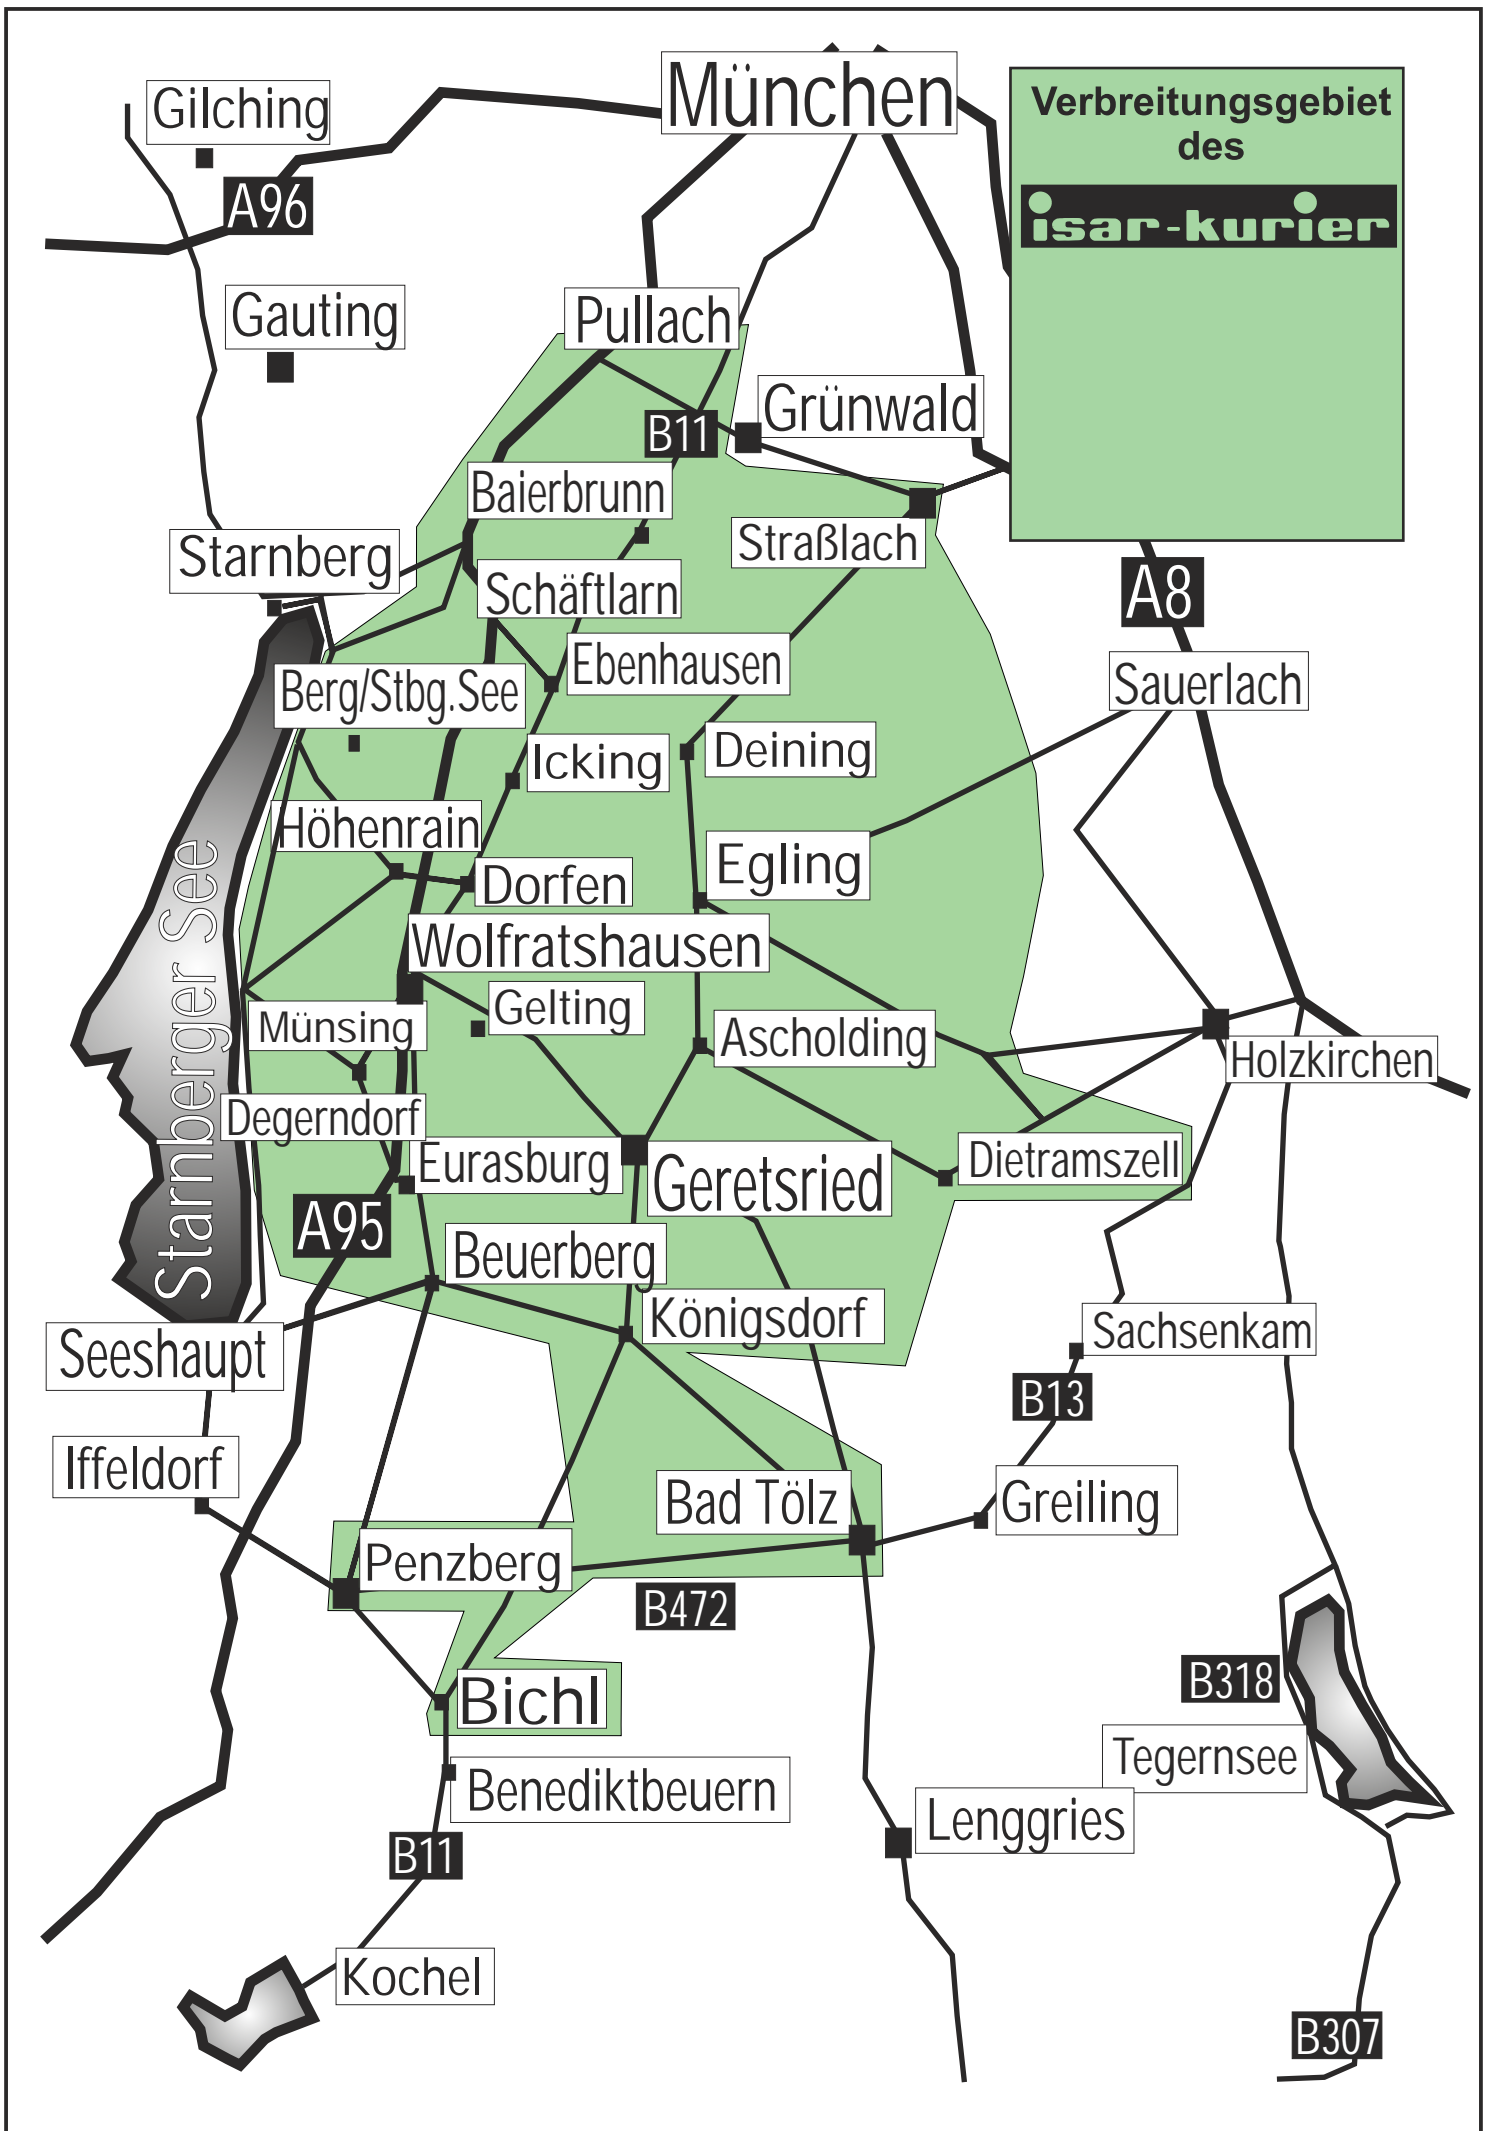 München
Gilching
Verbreitungsgebiet
des
isar-kurier
A96
Gauting
Pullach
Grünwald
B11
Baierbrunn
Straßlach
Starnberg
Schäftlarn
A8
Ebenhausen
Sauerlach
Berg/Stbg.See
Icking
Deining
Höhenrain
Egling
Dorfen
Starnberger See
Wolfratshausen
Gelting
Münsing
Ascholding
Holzkirchen
Degerndorf
Eurasburg
Dietramszell
Geretsried
A95
Beuerberg
Königsdorf
Sachsenkam
Seeshaupt
B13
Iffeldorf
Bad Tölz
Greiling
Penzberg
B472
B318
Bichl
Tegernsee
Benediktbeuern
Lenggries
B11
Kochel
B307